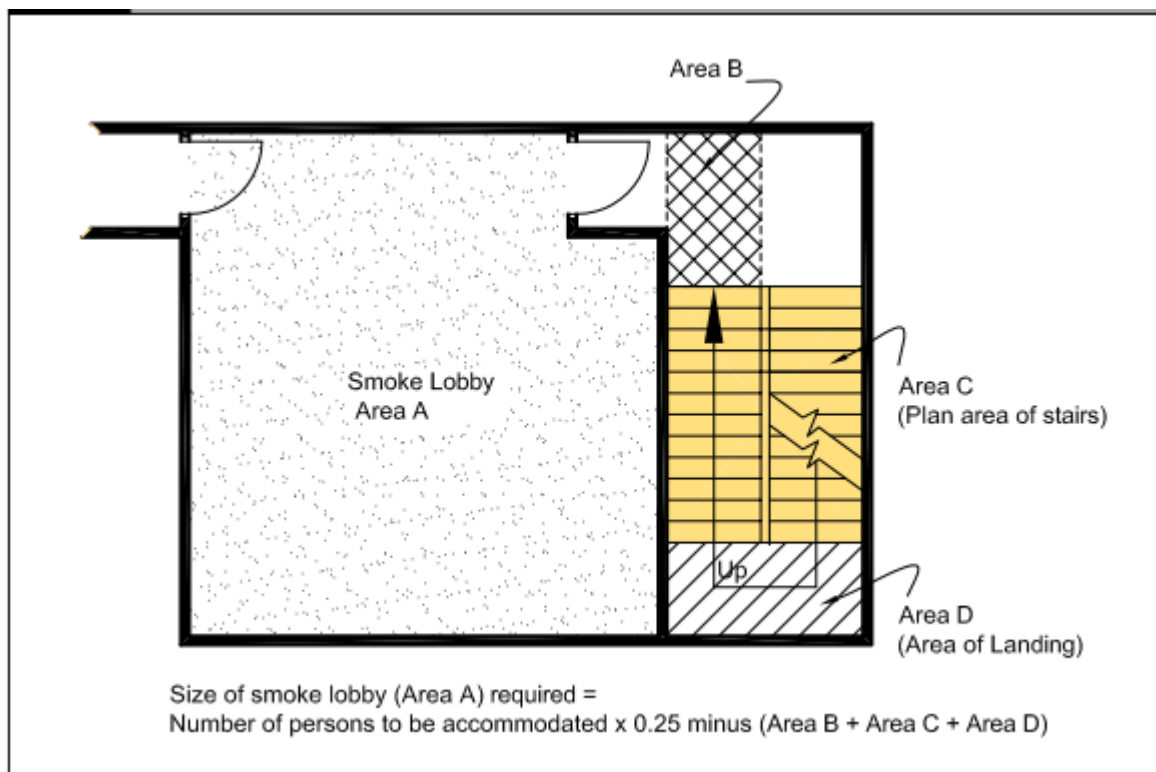 Area B
Smoke Lobby
Area A
Area C
(Plan area of stairs)
Up
Area D
(Area of Landing)
Size of smoke lobby (Area A) required =
Number of persons to be accommodated x 0.25 minus (Area B + Area C + Area D)